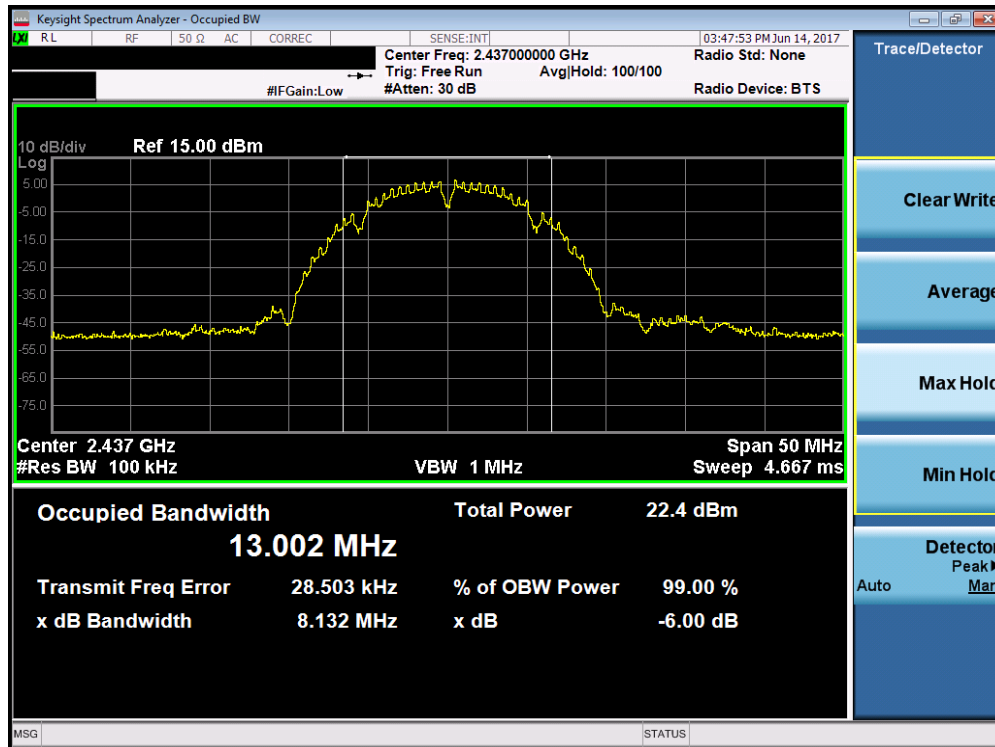 Keysight Spectrum Analyzer - Occupied BW
LXI RL RF 50 Ω AC CORREC SENSE:INT 03:47:53 PM Jun 14, 2017
Center Freq: 2.437000000 GHz Radio Std: None
Trig: Free Run Avg|Hold: 100/100
#IFGain:Low #Atten: 30 dB Radio Device: BTS
10 dB/div Ref 15.00 dBm
Log
5.00
-5.00
-15.0
-25.0
-35.0
-45.0
-55.0
-65.0
-75.0
Center 2.437 GHz Span 50 MHz
#Res BW 100 kHz VBW 1 MHz Sweep 4.667 ms
Occupied Bandwidth Total Power 22.4 dBm
13.002 MHz
Transmit Freq Error 28.503 kHz % of OBW Power 99.00 %
x dB Bandwidth 8.132 MHz x dB -6.00 dB
MSG STATUS
Trace/Detector
Clear Write
Average
Max Hold
Min Hold
Detector
Peak
Auto Man